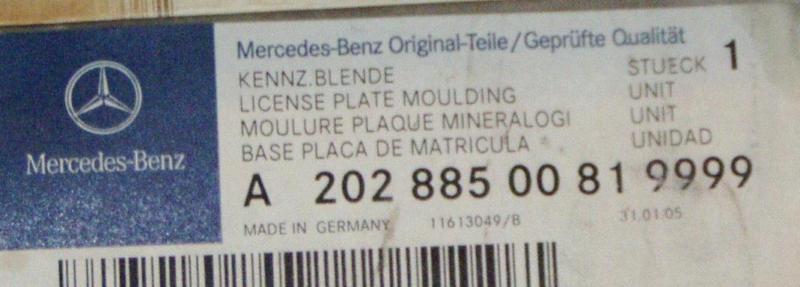 Mercedes-Benz Original-Teile/Geprüfte Qualität
KENNZ.BLENDE STUECK 1
LICENSE PLATE MOULDING UNIT
MOULURE PLAQUE MINERALOGI UNIT
BASE PLACA DE MATRICULA UNIDAD
Mercedes-Benz
A 202 885 00 81 9999
MADE IN GERMANY 11613049/B 31.01.05